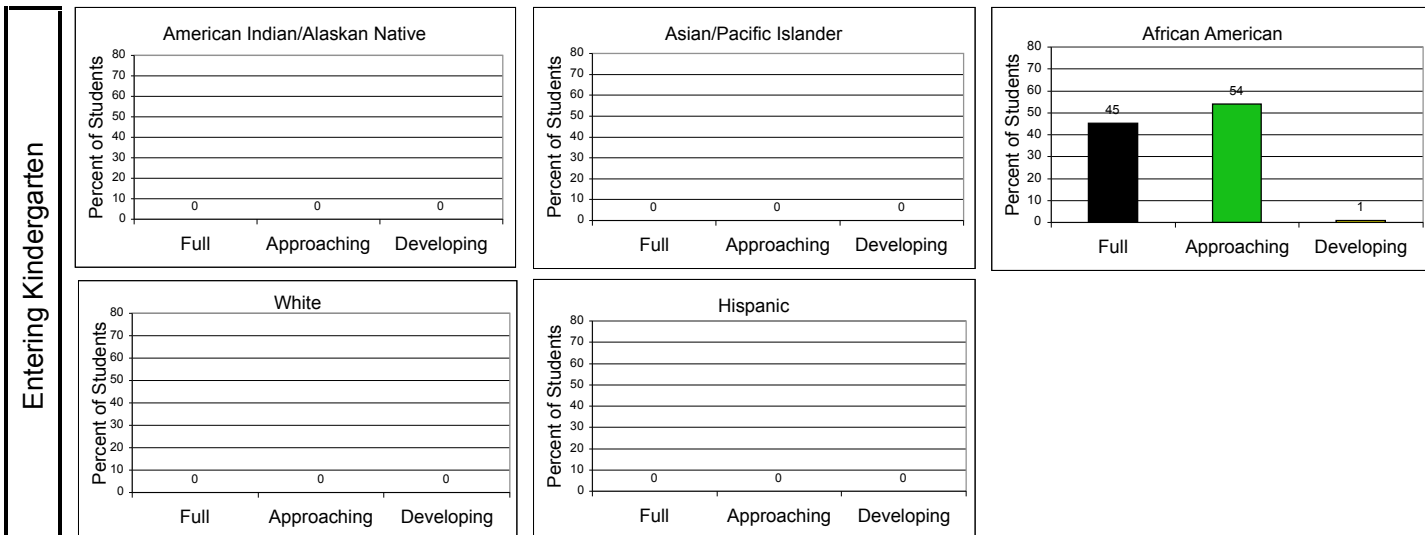 Entering Kindergarten
American Indian/Alaskan Native
Percent of Students
80
70
60
50
40
30
20
10
0
0 0 0
Full Approaching Developing
Asian/Pacific Islander
Percent of Students
80
70
60
50
40
30
20
10
0
0 0 0
Full Approaching Developing
African American
Percent of Students
80
70
60
50
40
30
20
10
0
45 54 1
Full Approaching Developing
White
Percent of Students
80
70
60
50
40
30
20
10
0
0 0 0
Full Approaching Developing
Hispanic
Percent of Students
80
70
60
50
40
30
20
10
0
0 0 0
Full Approaching Developing